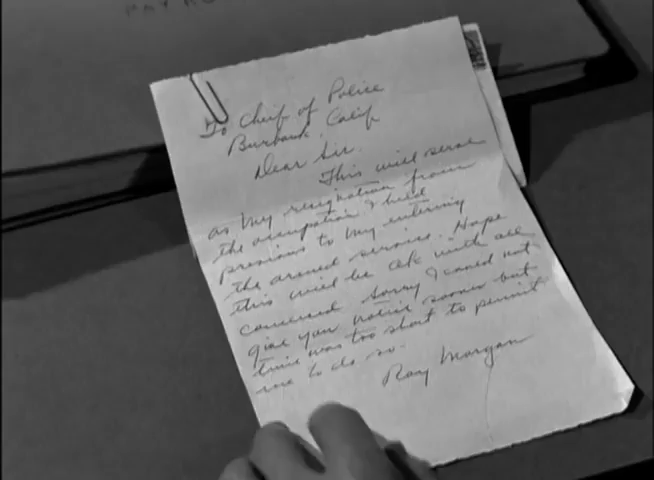 To Chief of Police
Burbank, Calif
Dear Sir.
This will serve
as my resignation from
the occupation I held
previous to my entering
the armed service. Hope
this will be ok with all
concerned. Sorry I could not
give you notice sooner but
time was too short to permit
me to do so.
Ray Morgan